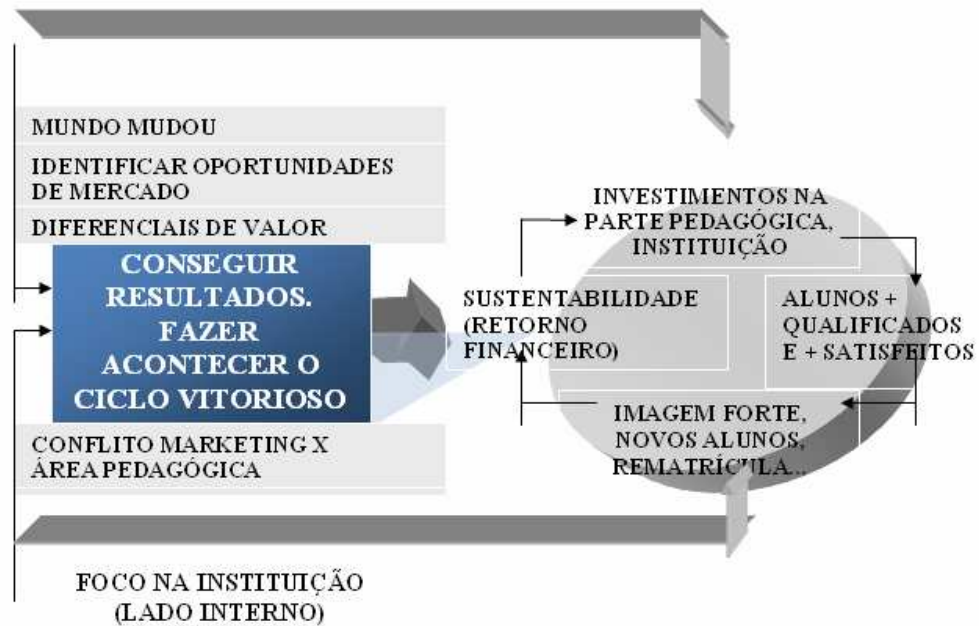 MUNDO MUDOU
IDENTIFICAR OPORTUNIDADES
DE MERCADO
DIFERENCIAIS DE VALOR
CONSEGUIR
RESULTADOS.
FAZER
ACONTECER O
CICLO VITORIOSO
CONFLITO MARKETING X
ÁREA PEDAGÓGICA
INVESTIMENTOS NA
PARTE PEDAGÓGICA,
INSTITUIÇÃO
SUSTENTABILIDADE
(RETORNO
FINANCEIRO)
ALUNOS +
QUALIFICADOS
E + SATISFEITOS
IMAGEM FORTE,
NOVOS ALUNOS,
REMATRÍCULA...
FOCO NA INSTITUIÇÃO
(LADO INTERNO)